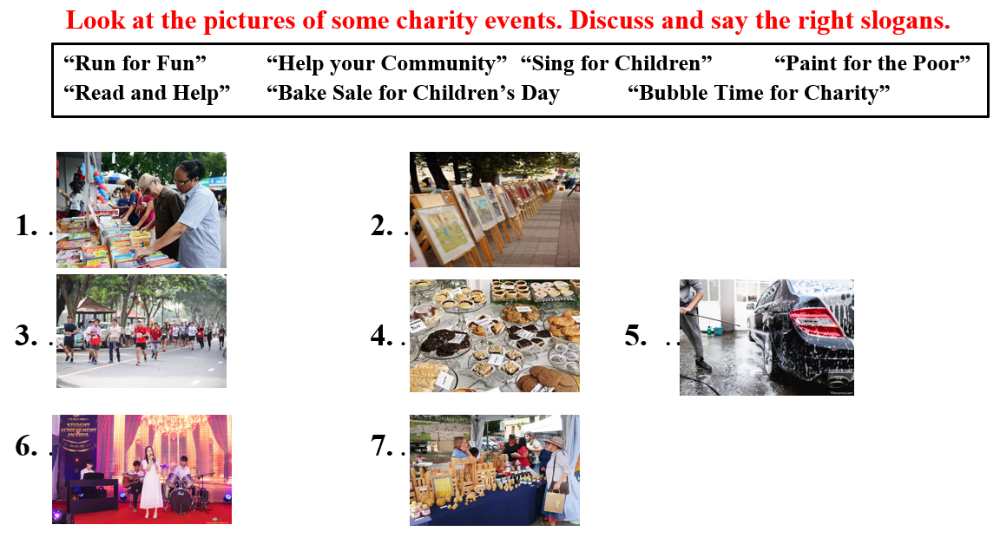 Look at the pictures of some charity events. Discuss and say the right slogans.
“Run for Fun” “Help your Community” “Sing for Children” “Paint for the Poor”
“Read and Help” “Bake Sale for Children’s Day “Bubble Time for Charity”
1. .
2. .
3. .
4. .
5. . .
6. .
STUDENT
ACHIEVEMENT
AWARDS
7. .